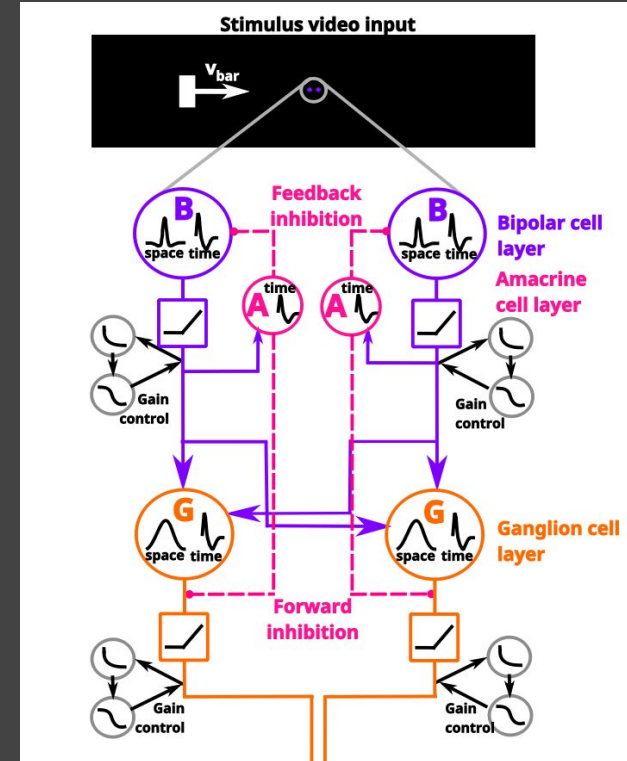 Stimulus video input
vbar
Feedback
inhibition
B
space time
B
space time
Bipolar cell
layer
Amacrine
cell layer
A
time
A
time
Gain
control
Gain
control
G
space time
G
space time
Ganglion cell
layer
Forward
inhibition
Gain
control
Gain
control